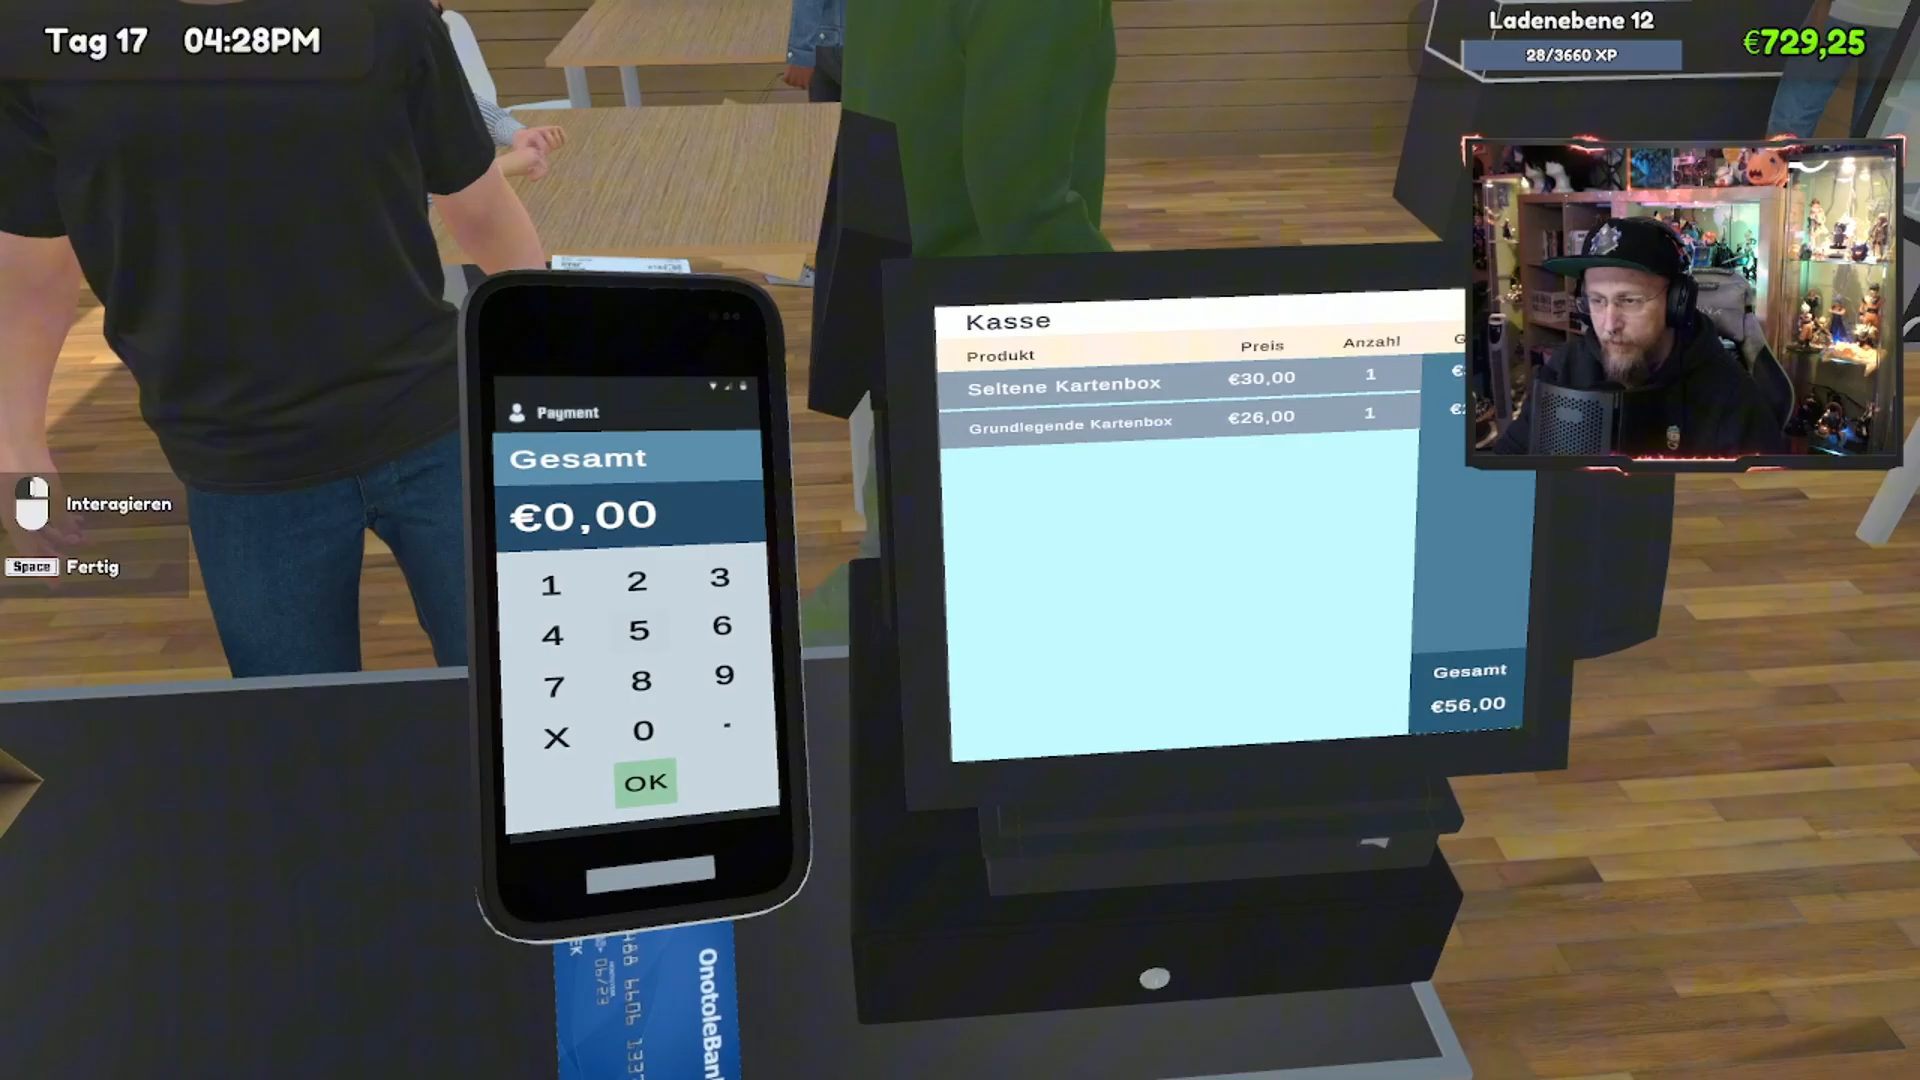 Tag 17 04:28PM
Ladenebene 12
28/3660 XP
€729,25
Interagieren
Space Fertig
Payment
Gesamt
€0,00
1 2 3
4 5 6
7 8 9
X 0 .
OK
Kasse
Produkt Preis Anzahl G
Seltene Kartenbox €30,00 1 €
Grundlegende Kartenbox €26,00 1 €
Gesamt
€56,00
OnotoleBank